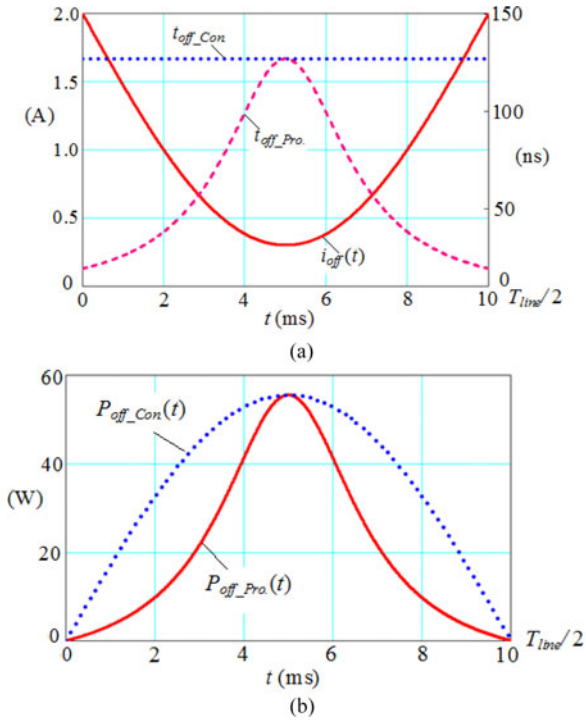 2.0
1.5
1.0
0.5
0
(A)
150
100
50
0
(ns)
t_off_Con
t_off_Pro.
i_off(t)
0 2 4 6 8 10 T_line/2
t (ms)
(a)
60
40
20
0
(W)
P_off_Con(t)
P_off_Pro.(t)
0 2 4 6 8 10 T_line/2
t (ms)
(b)